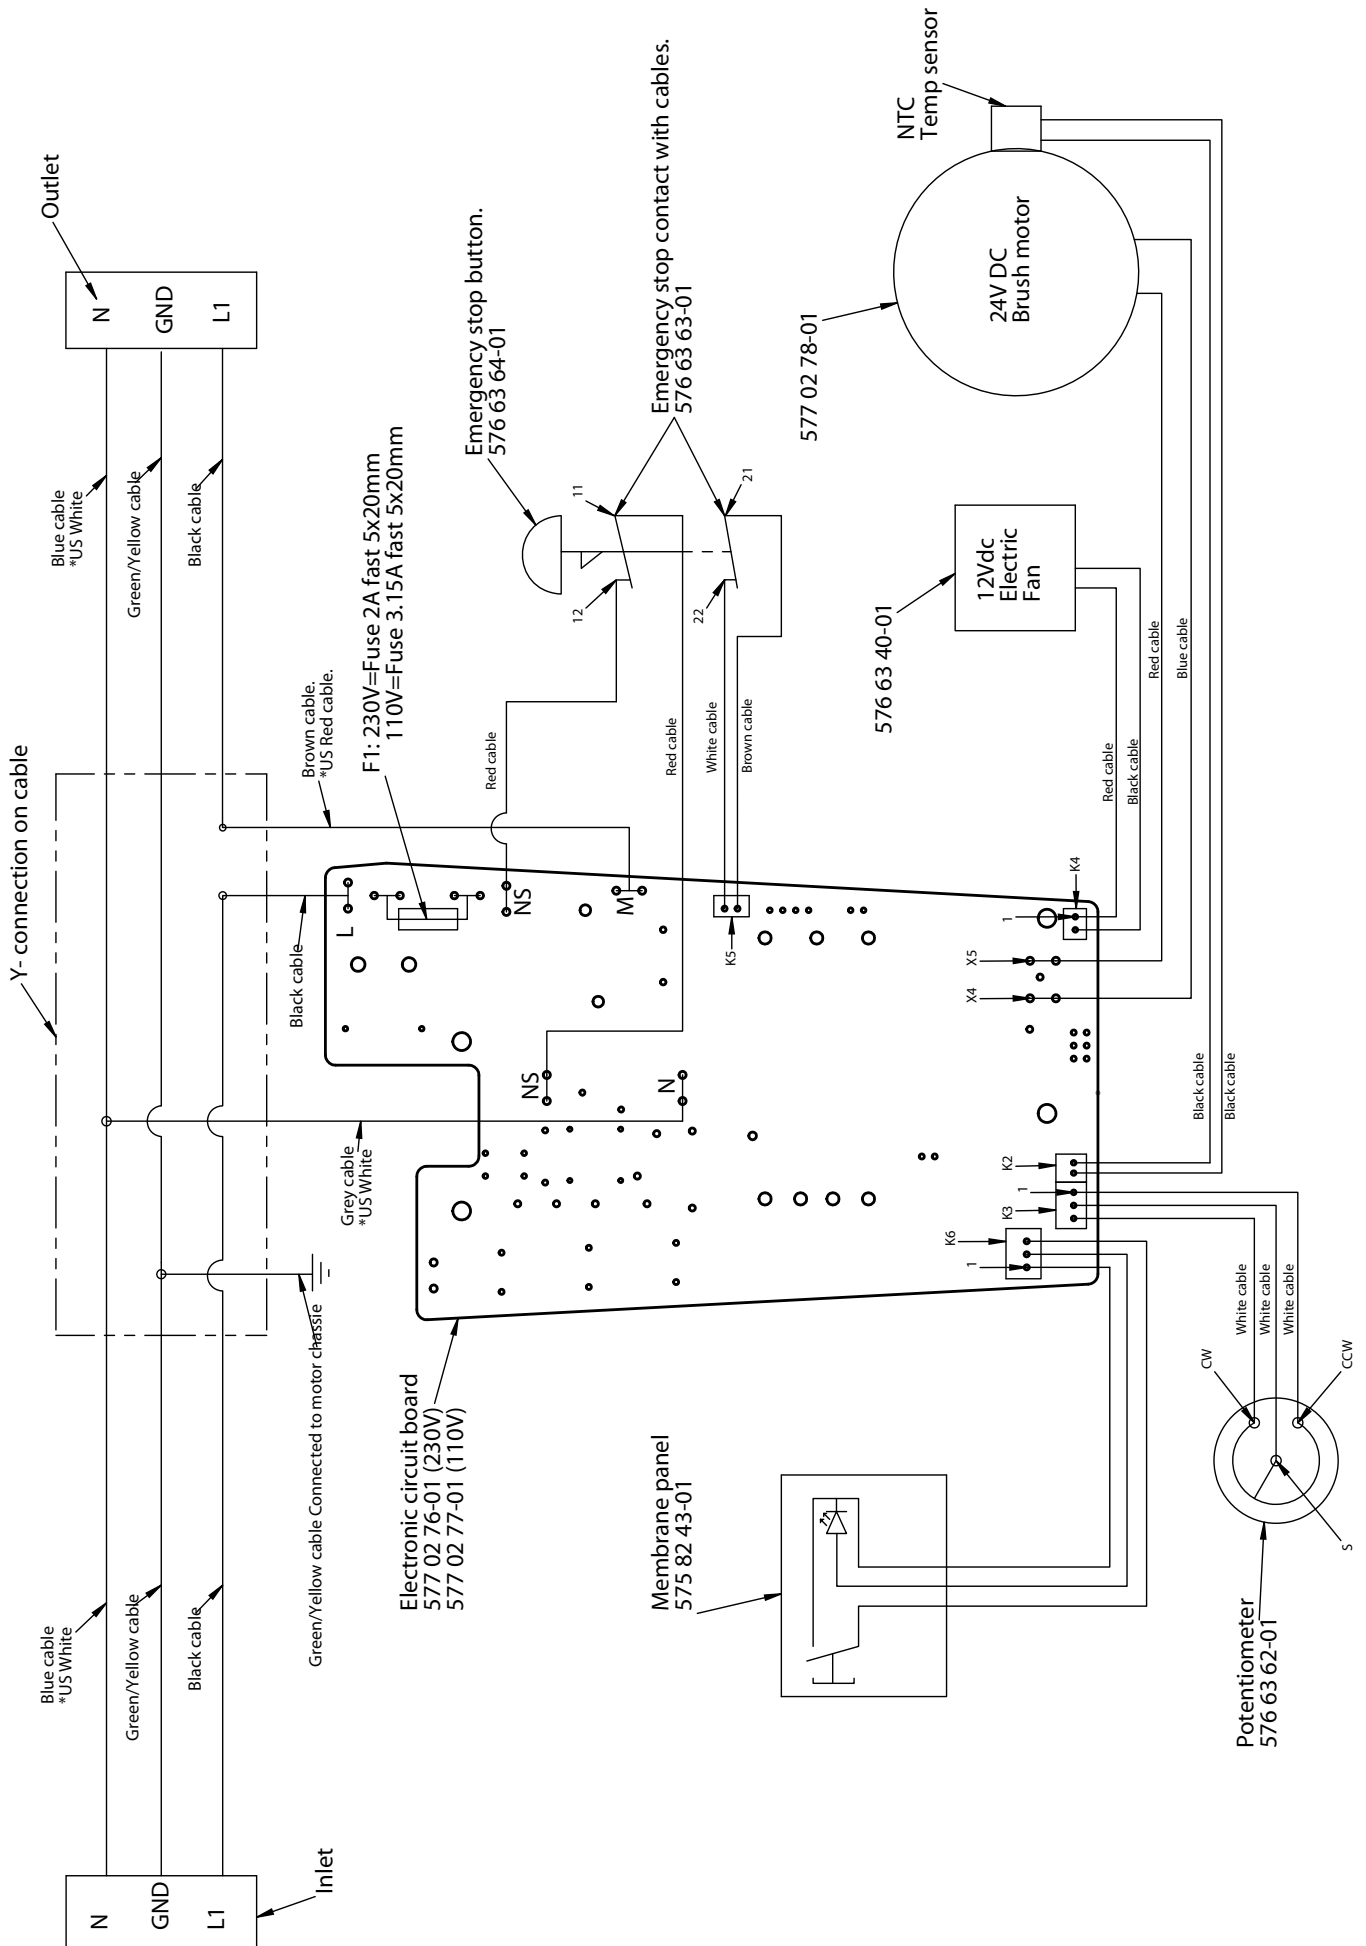 Y- connection on cable
Outlet
N
GND
L1
Blue cable
*US White
Green/Yellow cable
Black cable
Brown cable.
*US Red cable.
F1: 230V=Fuse 2A fast 5x20mm
110V=Fuse 3.15A fast 5x20mm
Emergency stop button.
576 63 64-01
Emergency stop contact with cables.
576 63 63-01
11
12
21
22
Red cable
Red cable
White cable
Brown cable
NTC
Temp sensor
24V DC
Brush motor
577 02 78-01
12Vdc
Electric
Fan
576 63 40-01
Red cable
Blue cable
Red cable
Black cable
Black cable
Black cable
Black cable
L
NS
M
K5
NS
N
K4
1
X5
X4
K2
1
K3
K6
1
Grey cable
*US White
Green/Yellow cable Connected to motor chassie
Electronic circuit board
577 02 76-01 (230V)
577 02 77-01 (110V)
Membrane panel
575 82 43-01
White cable
White cable
White cable
CW
CCW
S
Potentiometer
576 63 62-01
Blue cable
*US White
Green/Yellow cable
Black cable
N
GND
L1
Inlet